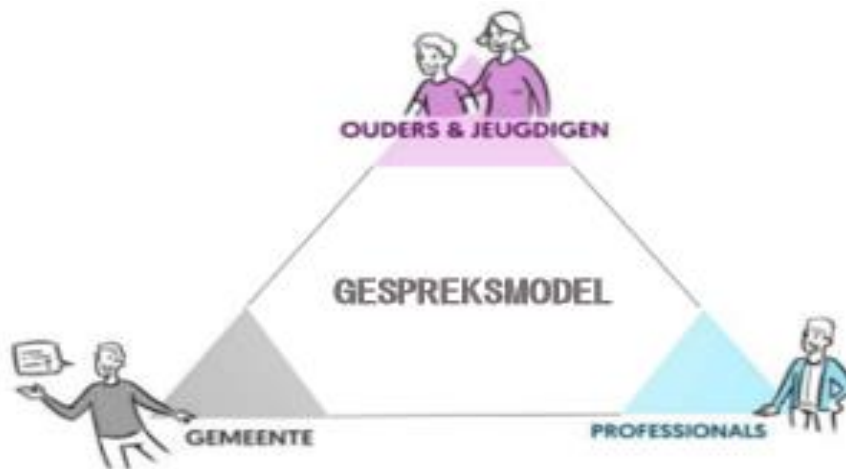 OUDERS & JEUGDIGEN
GESPREKSMODEL
GEMEENTE
PROFESSIONALS